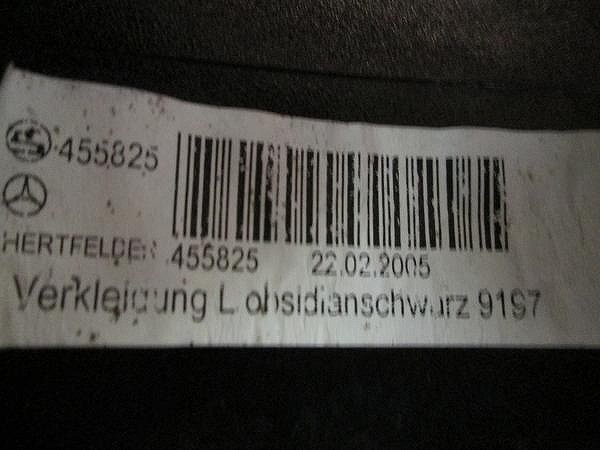 455825
HERTFELDER 455825 22.02.2005
Verkleidung L obsidianschwarz 9197